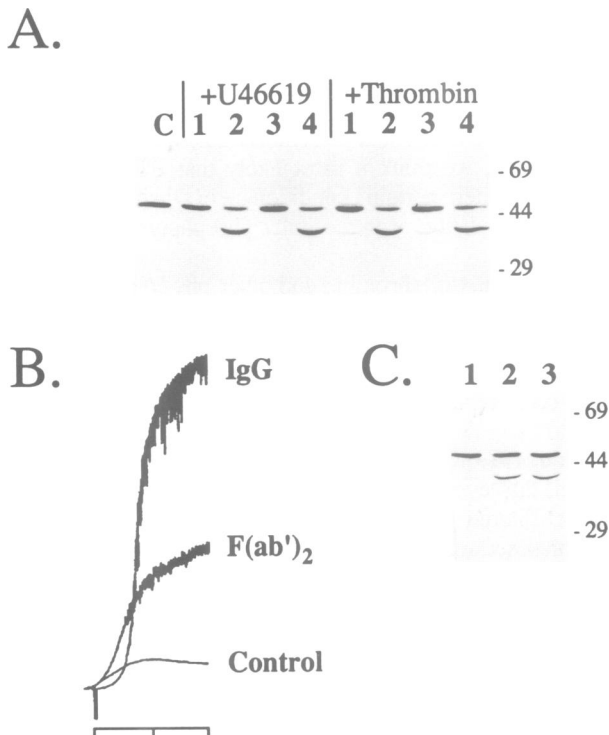 A.
+U46619 +Thrombin
C 1 2 3 4 1 2 3 4
- 69
- 44
- 29
B.
IgG
F(ab')2
Control
C.
1 2 3
- 69
- 44
- 29